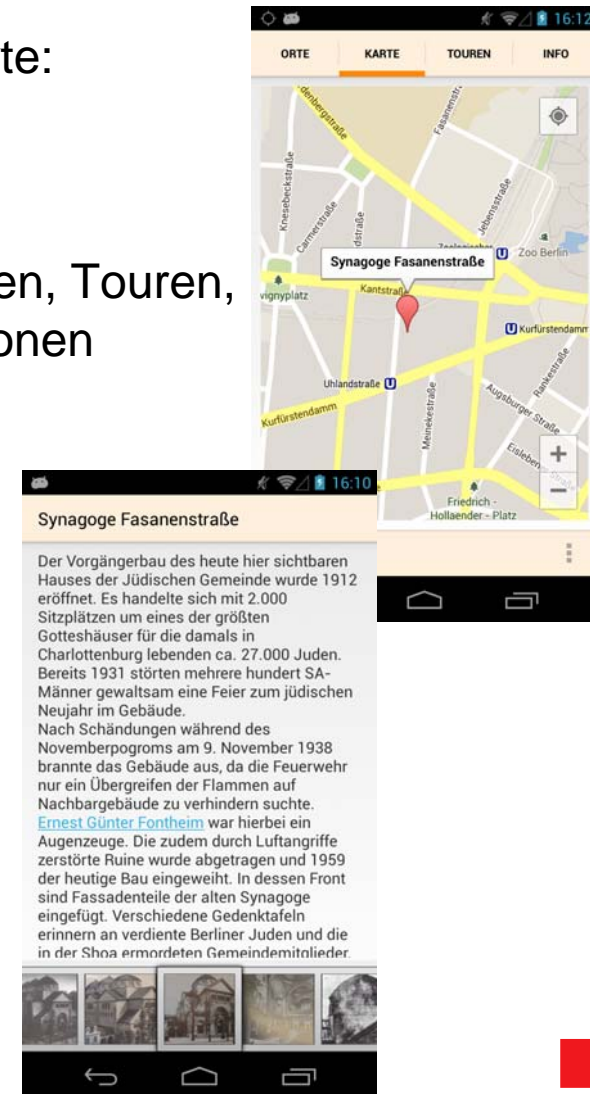 te:
en, Touren,
onen
16:12
ORTE KARTE TOUREN INFO
Fasanenstr.
Knesebeckstraße
Carmerstraße
Jebensstraße
Zoo Berlin
Synagoge Fasanenstraße
vignyplatz
Kantstraße
Kurfürstendamm
Uhlandstraße
Kurfürstendamm
Meinekestraße
Rankestraße
Augsburger Straße
+
−
Friedrich -
Hollaender - Platz
16:10
Synagoge Fasanenstraße
Der Vorgängerbau des heute hier sichtbaren
Hauses der Jüdischen Gemeinde wurde 1912
eröffnet. Es handelte sich mit 2.000
Sitzplätzen um eines der größten
Gotteshäuser für die damals in
Charlottenburg lebenden ca. 27.000 Juden.
Bereits 1931 störten mehrere hundert SA-
Männer gewaltsam eine Feier zum jüdischen
Neujahr im Gebäude.
Nach Schändungen während des
Novemberpogroms am 9. November 1938
brannte das Gebäude aus, da die Feuerwehr
nur ein Übergreifen der Flammen auf
Nachbargebäude zu verhindern suchte.
Ernest Günter Fontheim war hierbei ein
Augenzeuge. Die zudem durch Luftangriffe
zerstörte Ruine wurde abgetragen und 1959
der heutige Bau eingeweiht. In dessen Front
sind Fassadenteile der alten Synagoge
eingefügt. Verschiedene Gedenktafeln
erinnern an verdiente Berliner Juden und die
in der Shoa ermordeten Gemeindemitglieder.